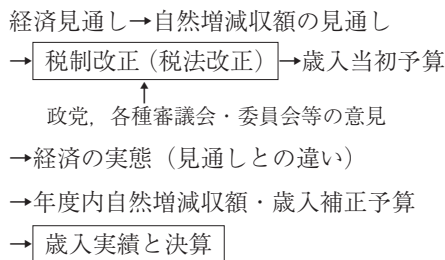 経済見通し→自然増減収額の見通し
→税制改正（税法改正）→歳入当初予算
↑
政党，各種審議会・委員会等の意見
→経済の実態（見通しとの違い）
→年度内自然増減収額・歳入補正予算
→歳入実績と決算